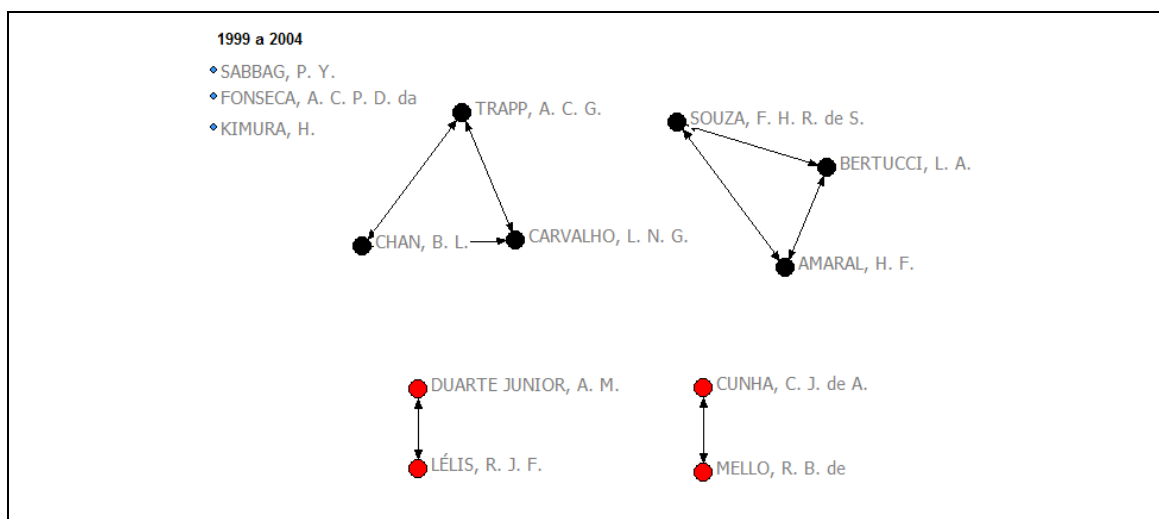 1999 a 2004
SABBAG, P. Y.
FONSECA, A. C. P. D. da
KIMURA, H.
TRAPP, A. C. G.
SOUZA, F. H. R. de S.
BERTUCCI, L. A.
CHAN, B. L.
CARVALHO, L. N. G.
AMARAL, H. F.
DUARTE JUNIOR, A. M.
CUNHA, C. J. de A.
LÉLIS, R. J. F.
MELLO, R. B. de